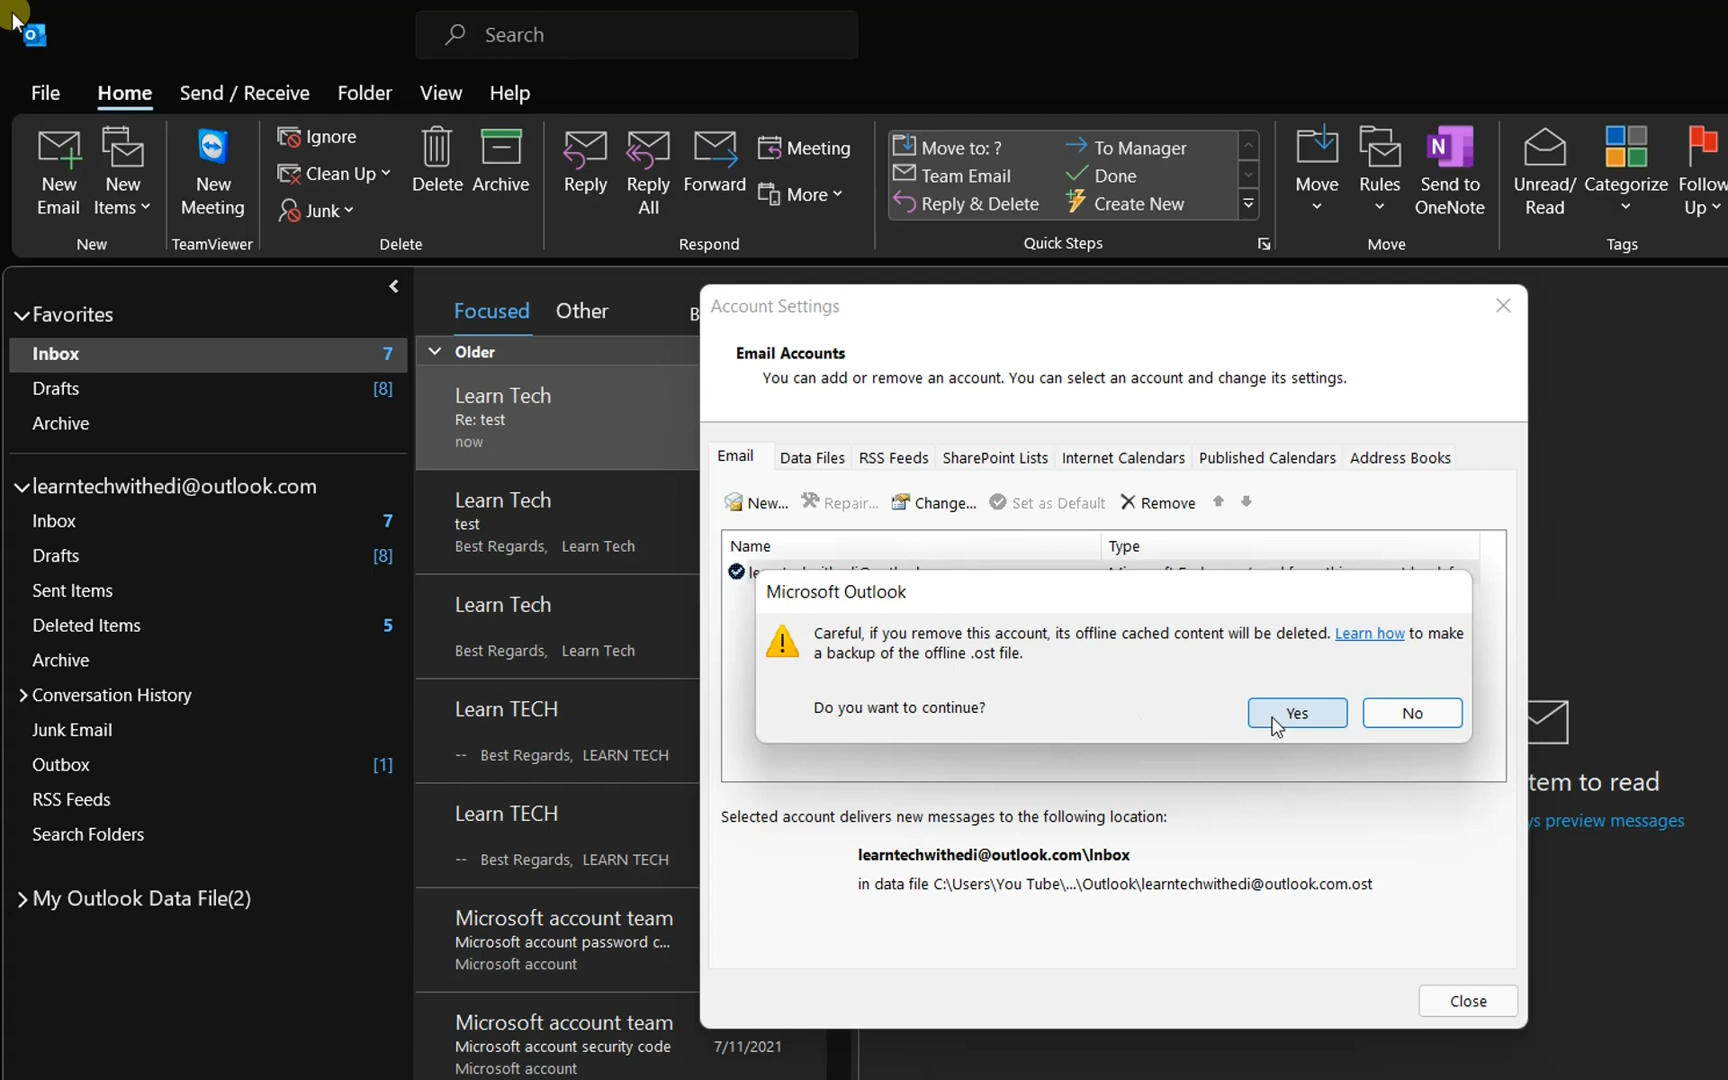 Search
File Home Send / Receive Folder View Help
New Email
New Items
New
New Meeting
TeamViewer
Ignore
Clean Up
Junk
Delete
Archive
Delete
Reply
Reply All
Forward
Meeting
More
Respond
Move to: ?
To Manager
Team Email
Done
Reply & Delete
Create New
Quick Steps
Move
Rules
Send to OneNote
Move
Unread/ Read
Categorize
Follow Up
Tags
Favorites
Inbox 7
Drafts [8]
Archive
learntechwithedi@outlook.com
Inbox 7
Drafts [8]
Sent Items
Deleted Items 5
Archive
Conversation History
Junk Email
Outbox [1]
RSS Feeds
Search Folders
My Outlook Data File(2)
Focused Other
Older
Learn Tech
Re: test
now
Learn Tech
test
Best Regards, Learn Tech
Learn Tech
Best Regards, Learn Tech
Learn TECH
-- Best Regards, LEARN TECH
Learn TECH
-- Best Regards, LEARN TECH
Microsoft account team
Microsoft account password c...
Microsoft account
Microsoft account team
Microsoft account security code 7/11/2021
Microsoft account
Account Settings
Email Accounts
You can add or remove an account. You can select an account and change its settings.
Email Data Files RSS Feeds SharePoint Lists Internet Calendars Published Calendars Address Books
New... Repair... Change... Set as Default Remove
Name Type
Microsoft Outlook
Careful, if you remove this account, its offline cached content will be deleted. Learn how to make
a backup of the offline .ost file.
Do you want to continue?
Yes No
Selected account delivers new messages to the following location:
learntechwithedi@outlook.com\Inbox
in data file C:\Users\You Tube\...\Outlook\learntechwithedi@outlook.com.ost
Close
tem to read
preview messages